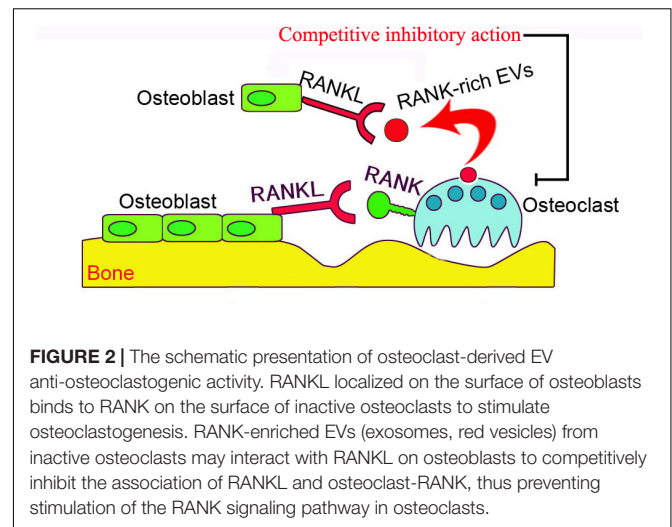 Competitive inhibitory action
RANKL
RANK-rich EVs
Osteoblast
Osteoblast
RANKL
RANK
Osteoclast
Bone
FIGURE 2 | The schematic presentation of osteoclast-derived EV
anti-osteoclastogenic activity. RANKL localized on the surface of osteoblasts
binds to RANK on the surface of inactive osteoclasts to stimulate
osteoclastogenesis. RANK-enriched EVs (exosomes, red vesicles) from
inactive osteoclasts may interact with RANKL on osteoblasts to competitively
inhibit the association of RANKL and osteoclast-RANK, thus preventing
stimulation of the RANK signaling pathway in osteoclasts.